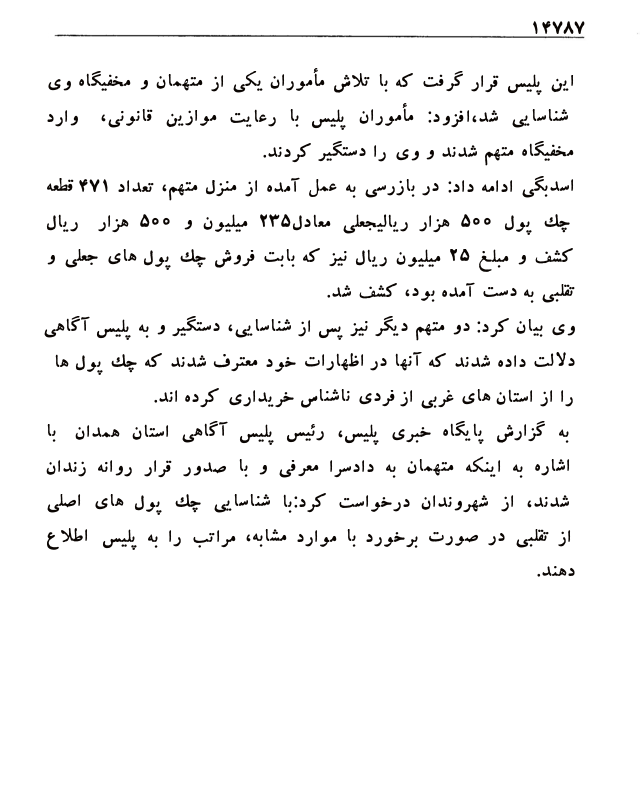 ۱۴۷۸۷
این پلیس قرار گرفت که با تلاش مأموران یکی از متهمان و مخفیگاه وی
شناسایی شد،افزود: مأموران پلیس با رعایت موازین قانونی، وارد
مخفیگاه متهم شدند و وی را دستگیر کردند.
اسدبگی ادامه داد: در بازرسی به عمل آمده از منزل متهم، تعداد ۴۷۱ قطعه
چك پول ۵۰۰ هزار ریالیجعلی معادل۲۳۵ میلیون و ۵۰۰ هزار ریال
کشف و مبلغ ۲۵ میلیون ریال نیز که بابت فروش چك پول های جعلی و
تقلبی به دست آمده بود، کشف شد.
وی بیان کرد: دو متهم دیگر نیز پس از شناسایی، دستگیر و به پلیس آگاهی
دلالت داده شدند که آنها در اظهارات خود معترف شدند که چك پول ها
را از استان های غربی از فردی ناشناس خریداری کرده اند.
به گزارش پایگاه خبری پلیس، رئیس پلیس آگاهی استان همدان با
اشاره به اینکه متهمان به دادسرا معرفی و با صدور قرار روانه زندان
شدند، از شهروندان درخواست کرد:با شناسایی چك پول های اصلی
از تقلبی در صورت برخورد با موارد مشابه، مراتب را به پلیس اطلاع
دهند.